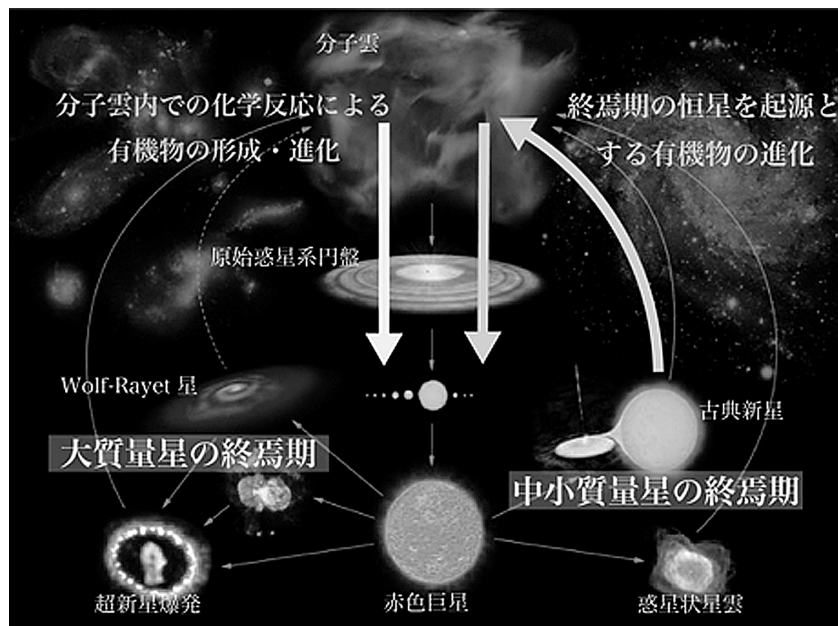 分子雲
分子雲内での化学反応による
有機物の形成・進化
終焉期の恒星を起源と
する有機物の進化
原始惑星系円盤
Wolf-Rayet 星
古典新星
大質量星の終焉期
中小質量星の終焉期
超新星爆発
赤色巨星
惑星状星雲